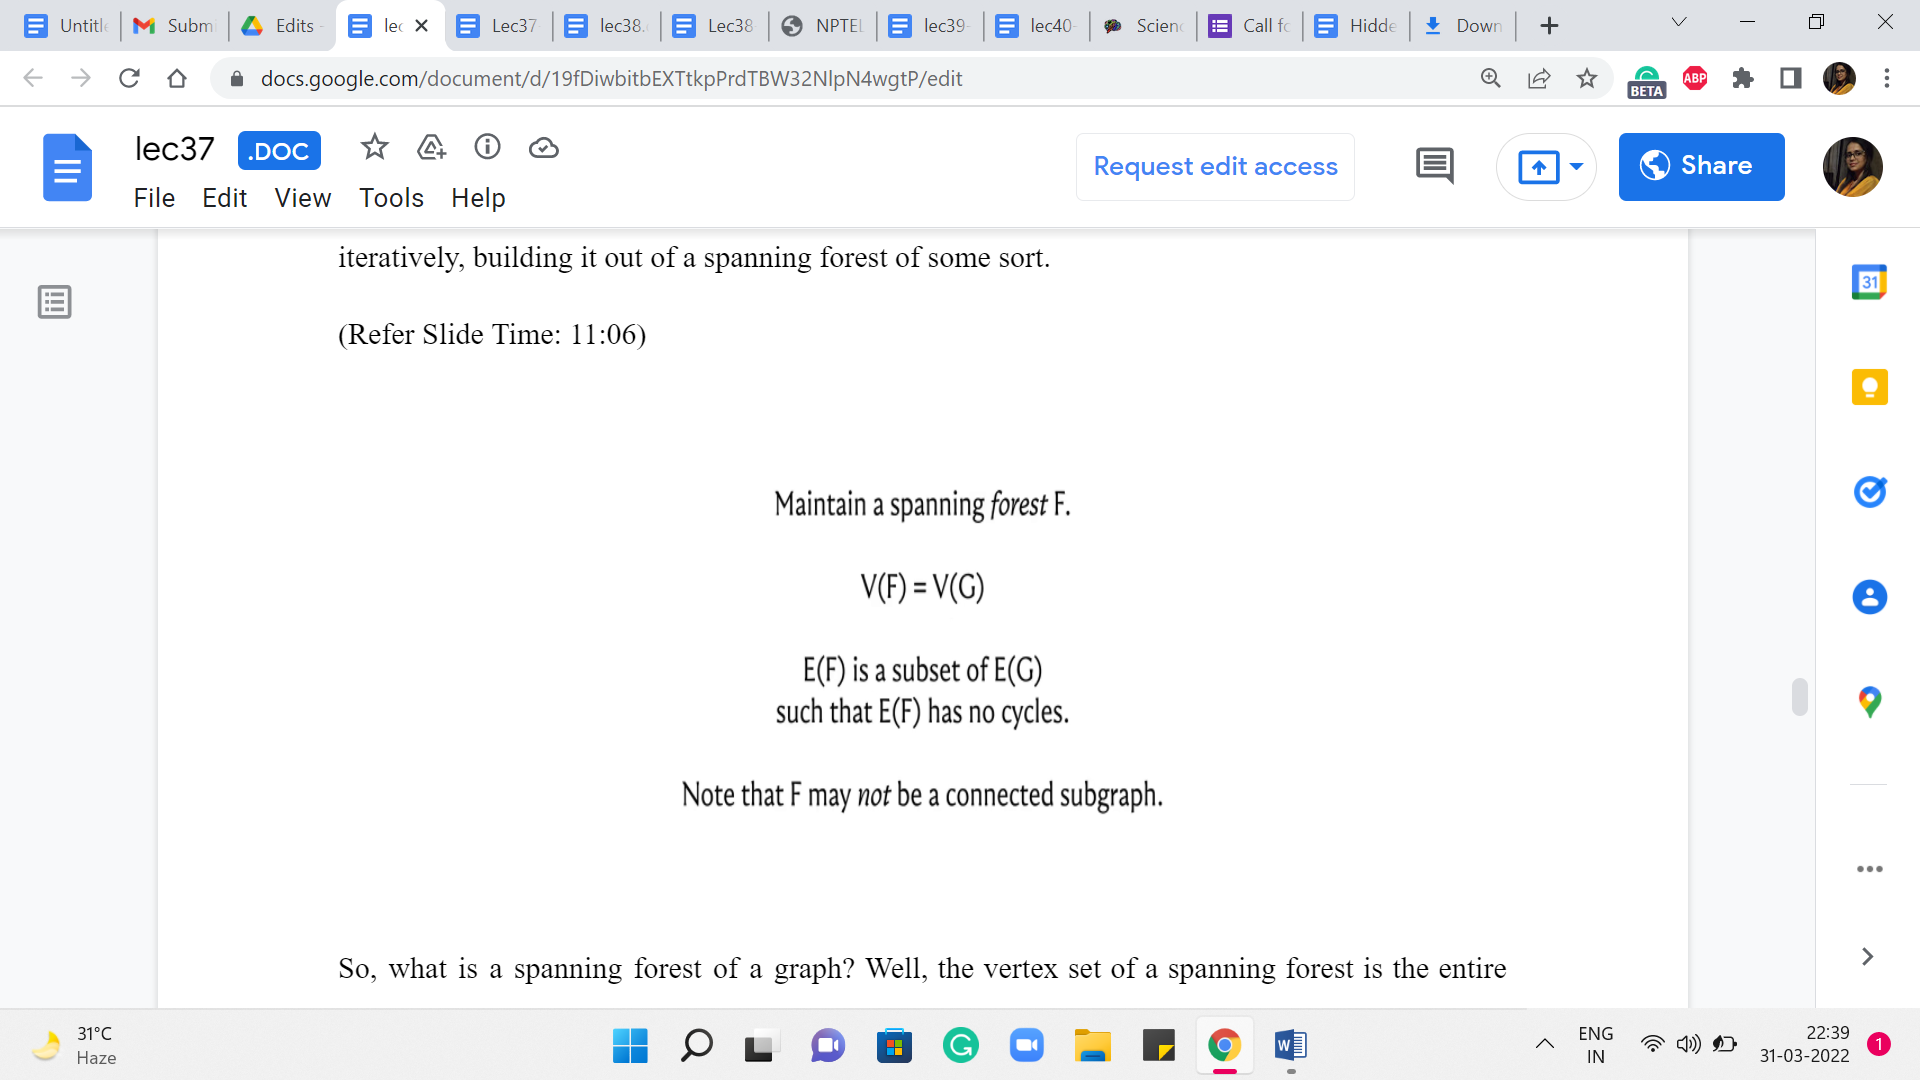 Untitl Subm Edits - lec Lec37- lec38. Lec38 NPTEL lec39- lec40- Scienc Call fo Hidde Down
docs.google.com/document/d/19fDiwbitbEXTtkpPrdTBW32NlpN4wgtP/edit
BETA ABP
lec37 .DOC
File Edit View Tools Help
Request edit access
Share
31
iteratively, building it out of a spanning forest of some sort.
(Refer Slide Time: 11:06)
Maintain a spanning forest F.
V(F) = V(G)
E(F) is a subset of E(G)
such that E(F) has no cycles.
Note that F may not be a connected subgraph.
So, what is a spanning forest of a graph? Well, the vertex set of a spanning forest is the entire
31°C
Haze
ENG
IN
22:39
31-03-2022
1